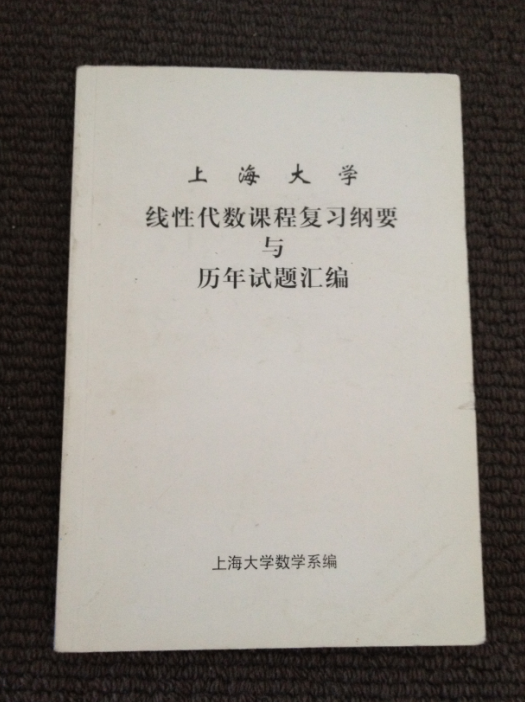 上海大学
线性代数课程复习纲要
与
历年试题汇编
上海大学数学系编